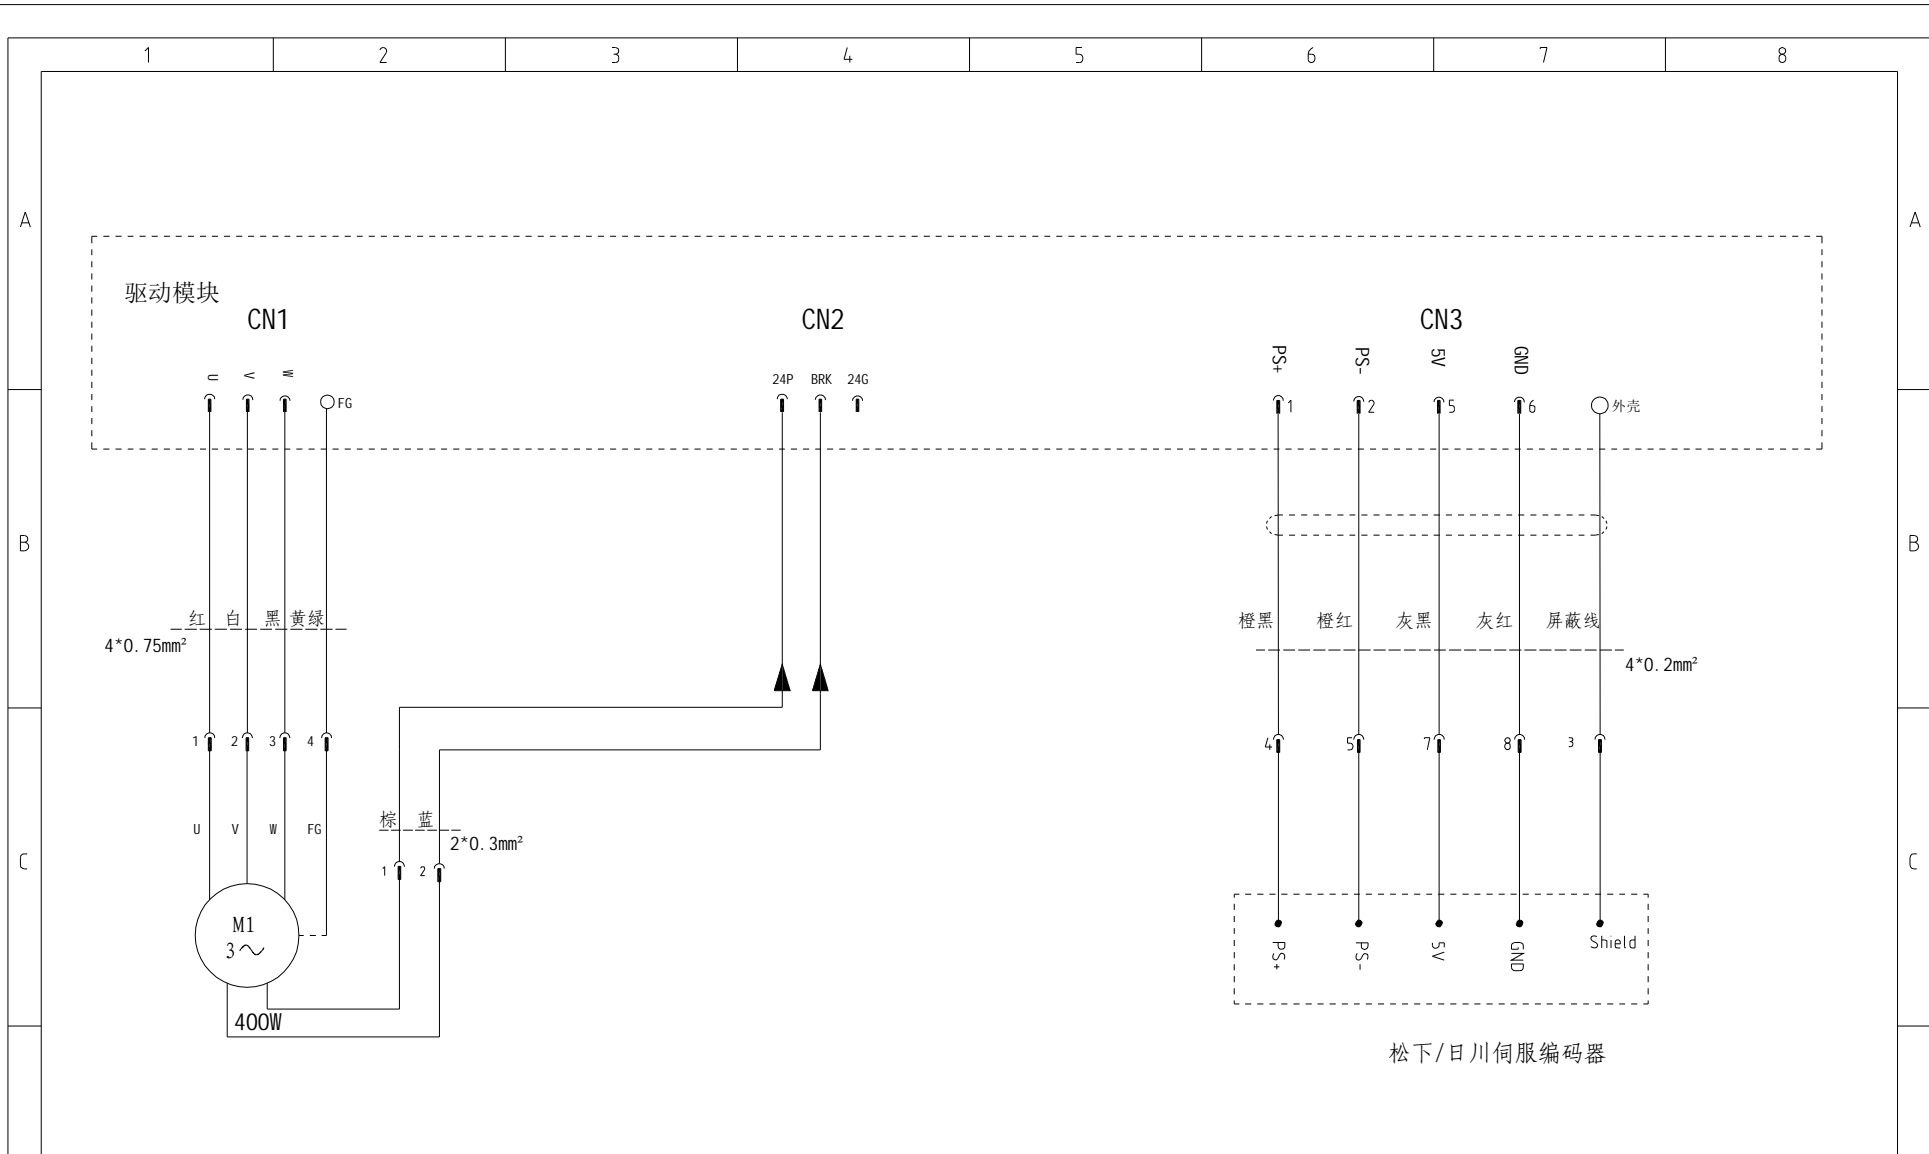 1 2 3 4 5 6 7 8
A A
驱动模块
CN1 CN2 CN3
PS+ PS- 5V GND
U V W 24P BRK 24G
FG 1 2 5 6 外壳
B B
红 白 黑 黄绿 橙黑 橙红 灰黑 灰红 屏蔽线
4*0.75mm² 4*0.2mm²
1 2 3 4 4 5 7 8 3
棕 蓝
U V W FG
2*0.3mm²
C C
1 2
M1
3
PS+ PS- 5V GND Shield
400W
松下/日川伺服编码器